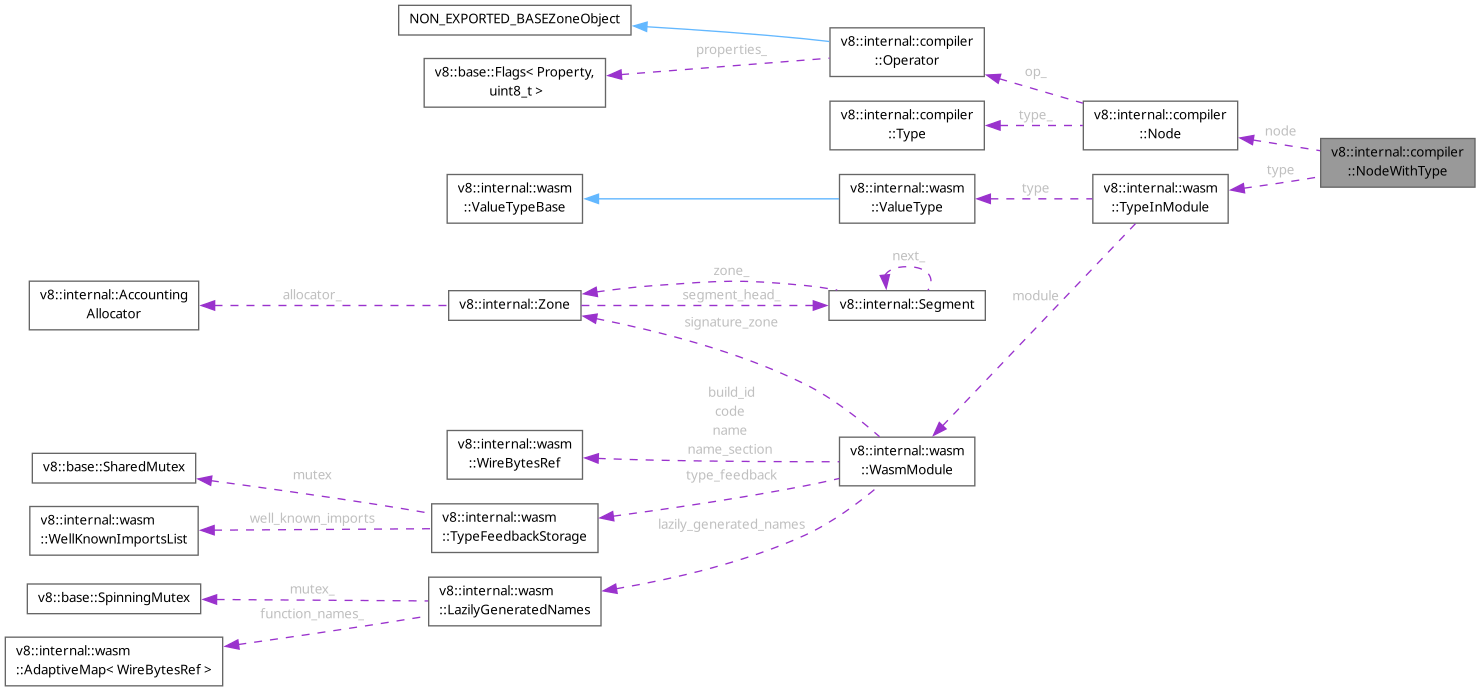 NON_EXPORTED_BASEZoneObject
v8::internal::compiler
::Operator
properties_
v8::base::Flags< Property,
uint8_t >
op_
v8::internal::compiler
::Type
type_
v8::internal::compiler
::Node
node
v8::internal::compiler
::NodeWithType
type
v8::internal::wasm
::ValueTypeBase
v8::internal::wasm
::ValueType
type
v8::internal::wasm
::TypeInModule
next_
zone_
v8::internal::Accounting
Allocator
allocator_
v8::internal::Zone
segment_head_
v8::internal::Segment
module
signature_zone
build_id
code
name
name_section
v8::internal::wasm
::WireBytesRef
v8::internal::wasm
::WasmModule
v8::base::SharedMutex
mutex
type_feedback
v8::internal::wasm
::WellKnownImportsList
well_known_imports
v8::internal::wasm
::TypeFeedbackStorage
lazily_generated_names
v8::base::SpinningMutex
mutex_
v8::internal::wasm
::LazilyGeneratedNames
function_names_
v8::internal::wasm
::AdaptiveMap< WireBytesRef >